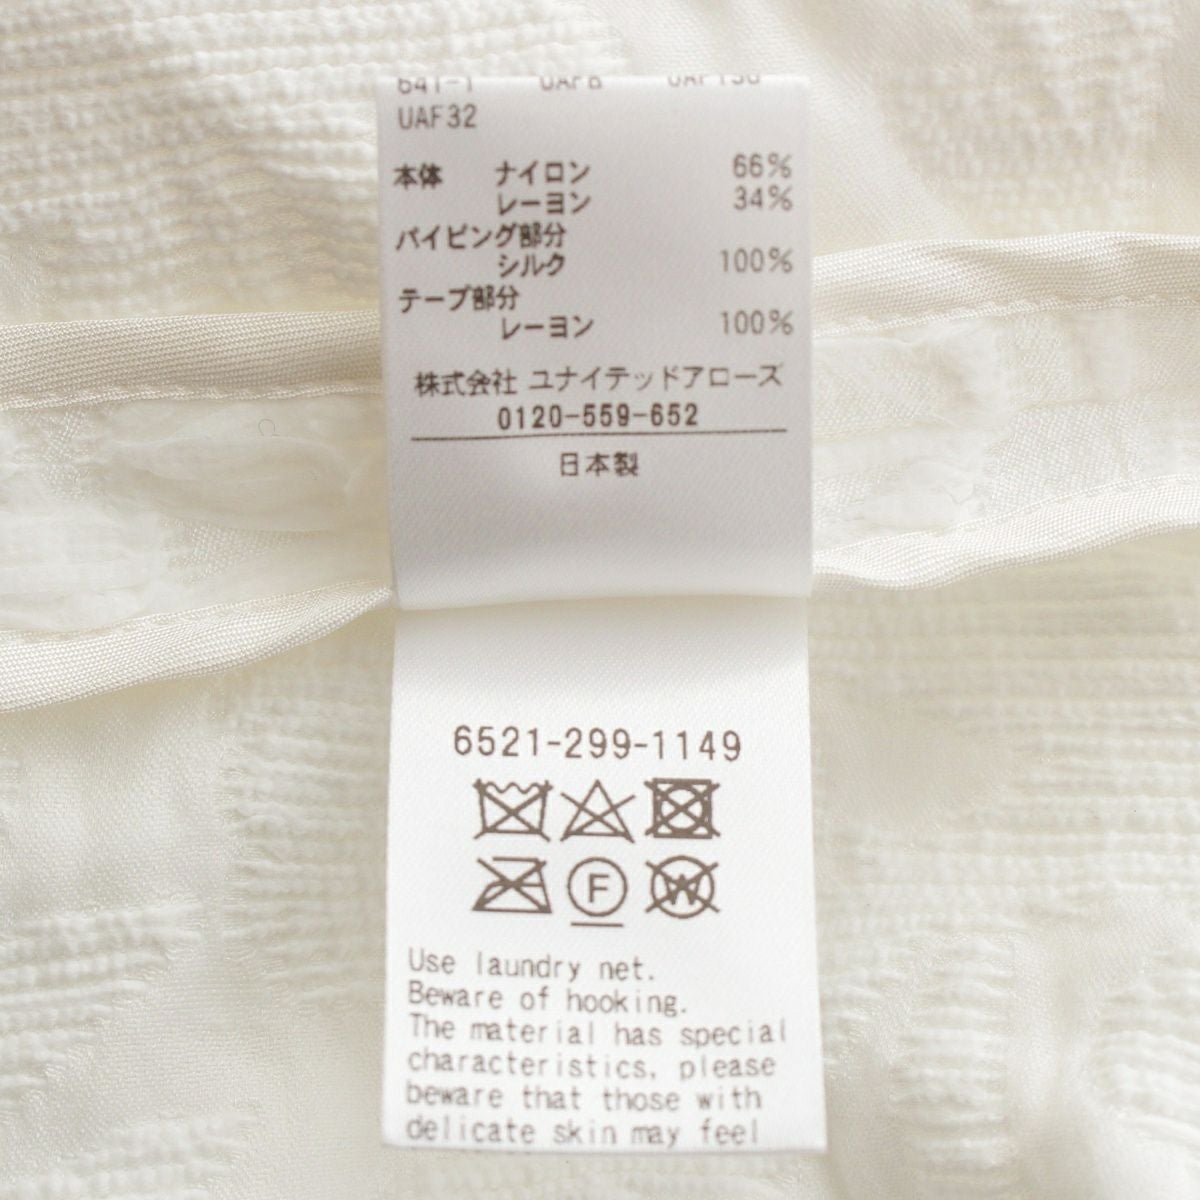 UAF32
本体 ナイロン 66%
レーヨン 34%
パイピング部分
シルク 100%
テープ部分
レーヨン 100%
株式会社 ユナイテッドアローズ
0120-559-652
日本製
6521-299-1149
F
W
Use laundry net.
Beware of hooking.
The material has special
characteristics, please
beware that those with
delicate skin may feel